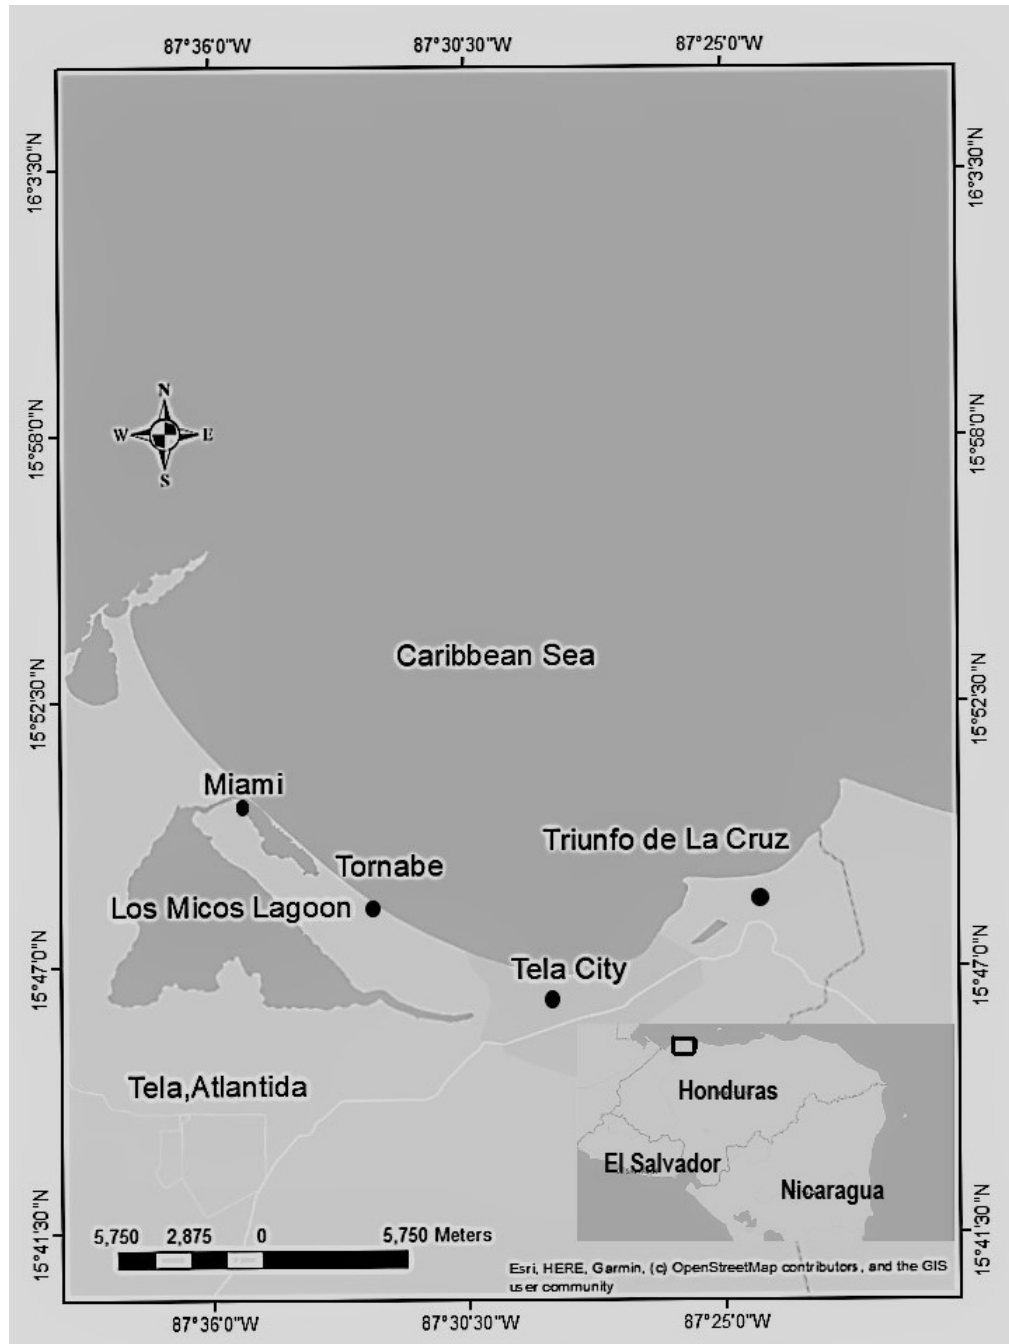 87°36'0"W 87°30'30"W 87°25'0"W
16°3'30"N 16°3'30"N
N
W E
S
15°58'0"N 15°58'0"N
Caribbean Sea
15°52'30"N 15°52'30"N
Miami
Triunfo de La Cruz
Tornabe
Los Micos Lagoon
Tela City
15°47'0"N 15°47'0"N
Tela,Atlantida
Honduras
El Salvador
Nicaragua
15°41'30"N 15°41'30"N
5,750 2,875 0 5,750 Meters
Esri, HERE, Garmin, (c) OpenStreetMap contributors, and the GIS
user community
87°36'0"W 87°30'30"W 87°25'0"W